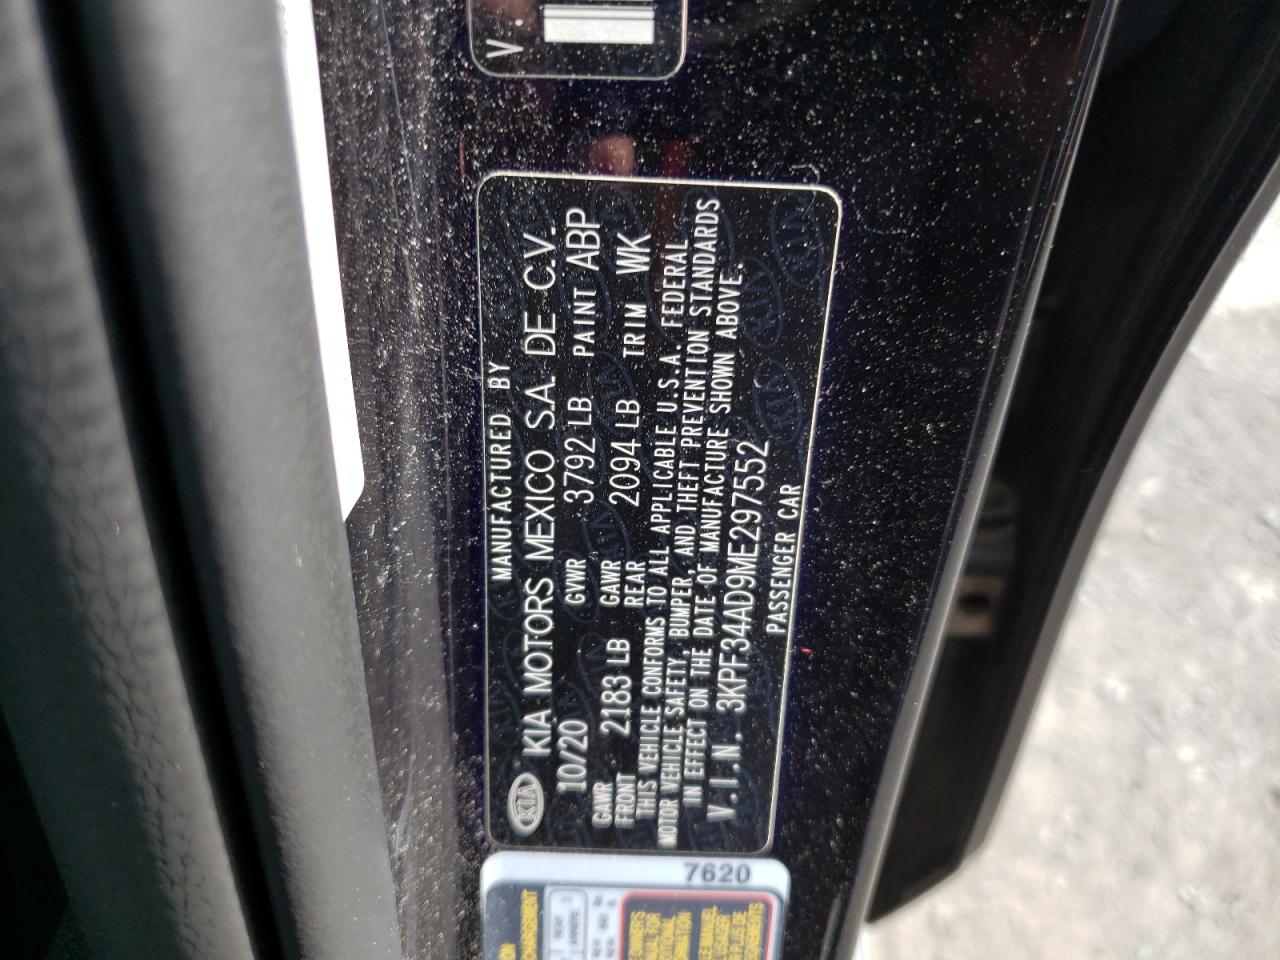 V.
KIA
MANUFACTURED BY
KIA MOTORS MEXICO S.A. DE C.V.
10/20 GVWR 3792 LB PAINT ABP
GAWR FRONT 2183 LB GAWR REAR 2094 LB TRIM WK
THIS VEHICLE CONFORMS TO ALL APPLICABLE U.S.A. FEDERAL
MOTOR VEHICLE SAFETY, BUMPER, AND THEFT PREVENTION STANDARDS
IN EFFECT ON THE DATE OF MANUFACTURE SHOWN ABOVE.
V.I.N. 3KPF34AD9ME297552
PASSENGER CAR
7620